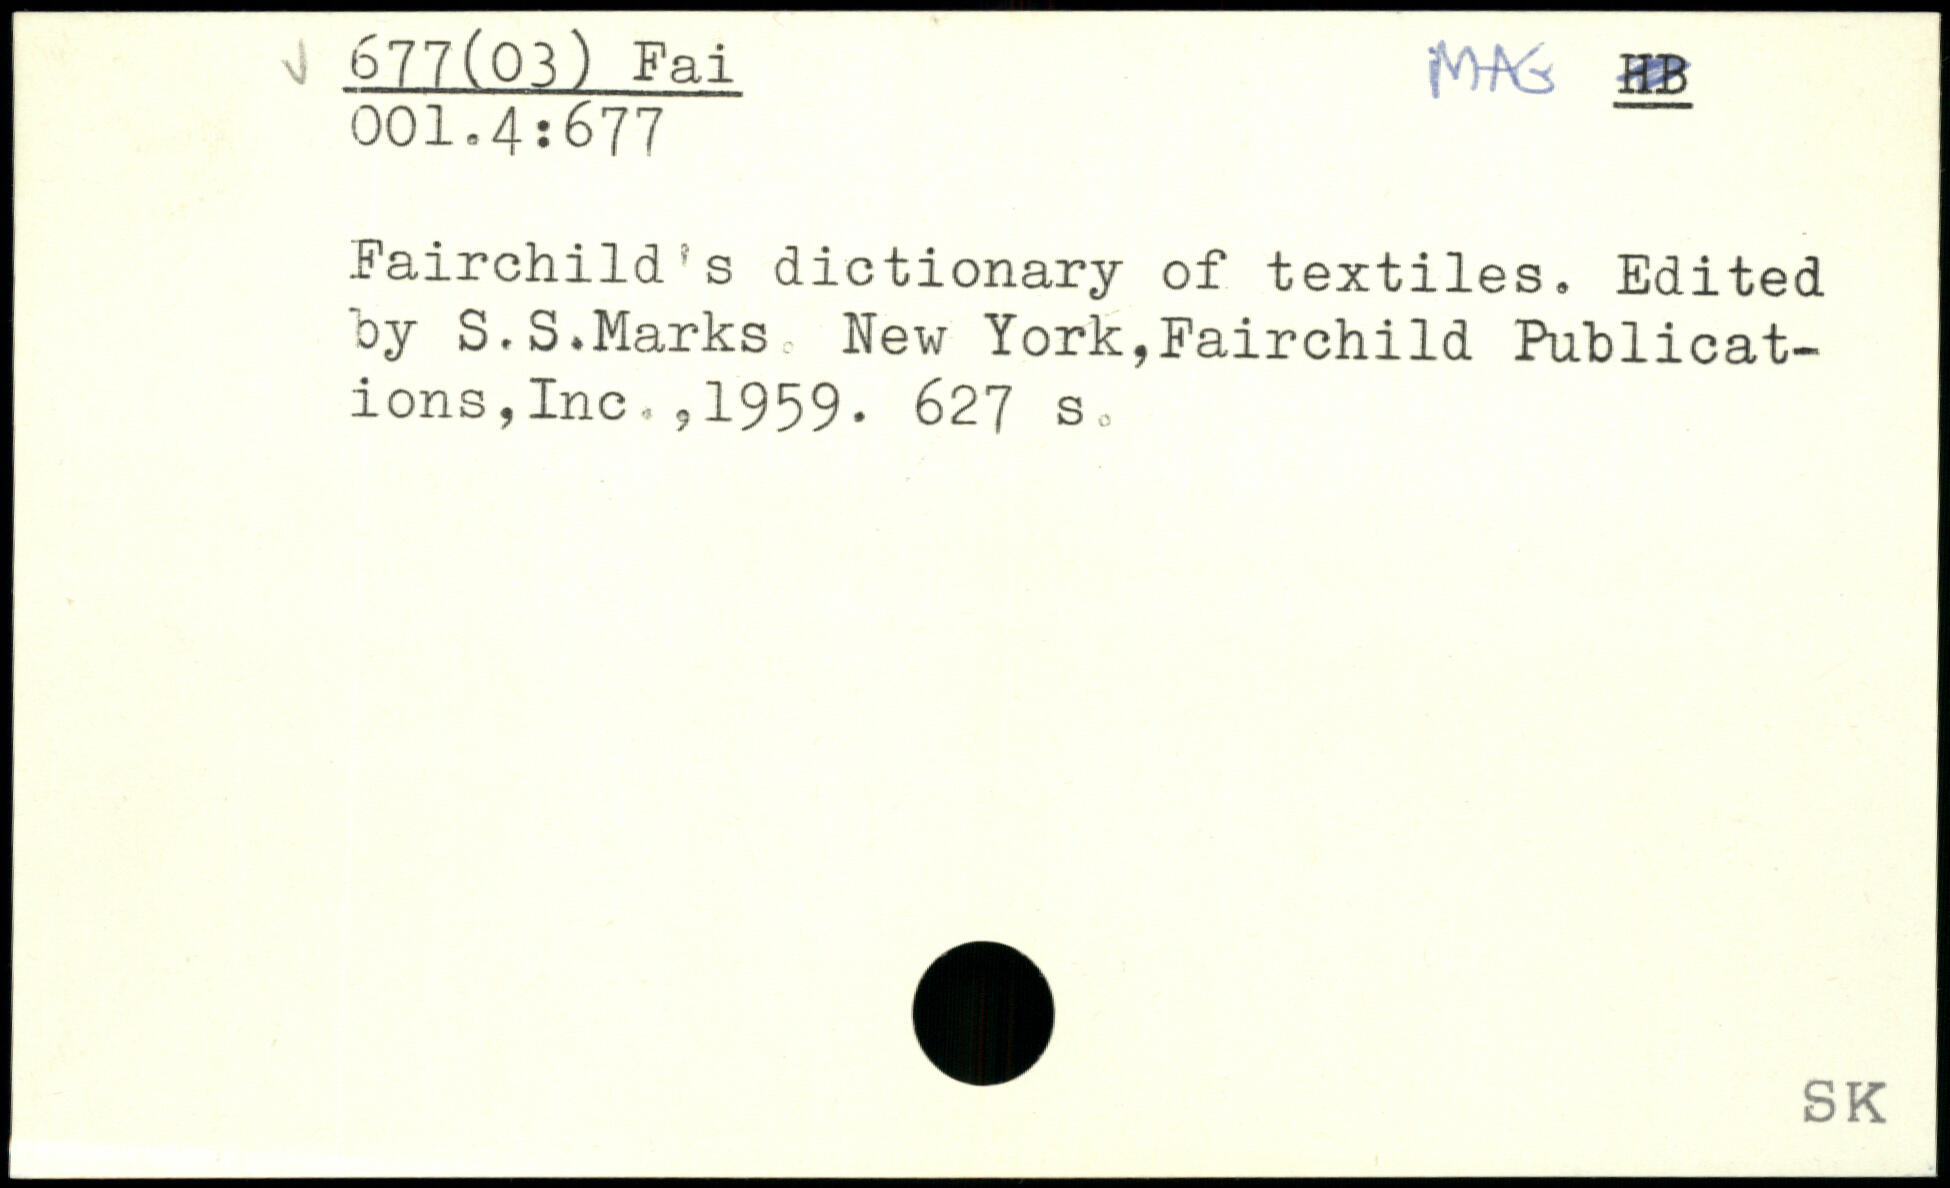 677(03) Fai MAG HB
001.4:677
Fairchild's dictionary of textiles. Edited
by S.S.Marks. New York,Fairchild Publicat-
ions,Inc.,1959. 627 s.
SK